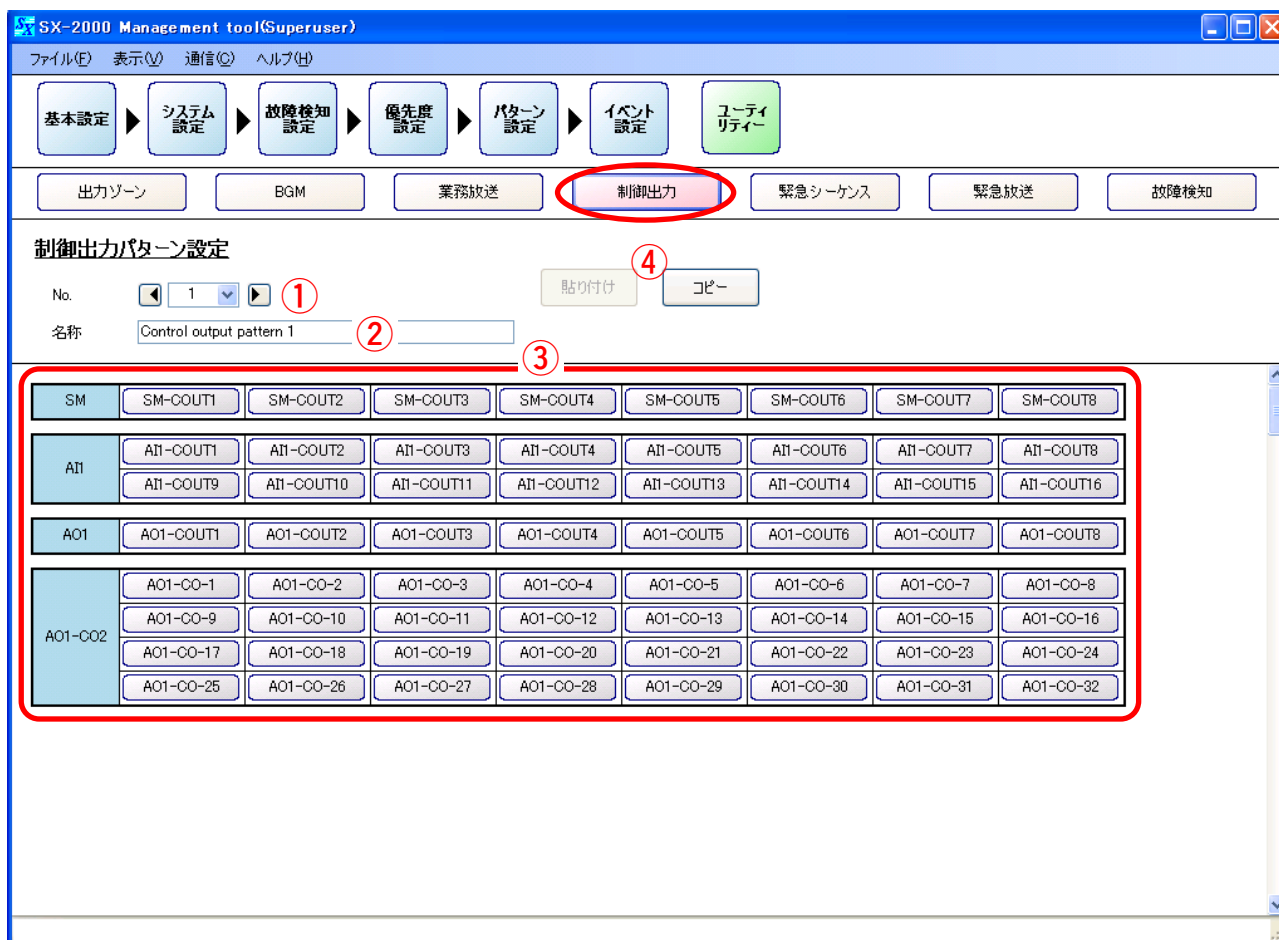 SX-2000 Management tool(Superuser)
ファイル(F) 表示(V) 通信(C) ヘルプ(H)
基本設定
システム
設定
故障検知
設定
優先度
設定
パターン
設定
イベント
設定
ユーティ
リティー
出力ゾーン BGM 業務放送 制御出力 緊急シーケンス 緊急放送 故障検知
制御出力パターン設定
No. 1 ①
貼り付け ④ コピー
名称 Control output pattern 1 ②
③
SM SM-COUT1 SM-COUT2 SM-COUT3 SM-COUT4 SM-COUT5 SM-COUT6 SM-COUT7 SM-COUT8
AI1
AI1-COUT1 AI1-COUT2 AI1-COUT3 AI1-COUT4 AI1-COUT5 AI1-COUT6 AI1-COUT7 AI1-COUT8
AI1-COUT9 AI1-COUT10 AI1-COUT11 AI1-COUT12 AI1-COUT13 AI1-COUT14 AI1-COUT15 AI1-COUT16
AO1 AO1-COUT1 AO1-COUT2 AO1-COUT3 AO1-COUT4 AO1-COUT5 AO1-COUT6 AO1-COUT7 AO1-COUT8
AO1-CO2
AO1-CO-1 AO1-CO-2 AO1-CO-3 AO1-CO-4 AO1-CO-5 AO1-CO-6 AO1-CO-7 AO1-CO-8
AO1-CO-9 AO1-CO-10 AO1-CO-11 AO1-CO-12 AO1-CO-13 AO1-CO-14 AO1-CO-15 AO1-CO-16
AO1-CO-17 AO1-CO-18 AO1-CO-19 AO1-CO-20 AO1-CO-21 AO1-CO-22 AO1-CO-23 AO1-CO-24
AO1-CO-25 AO1-CO-26 AO1-CO-27 AO1-CO-28 AO1-CO-29 AO1-CO-30 AO1-CO-31 AO1-CO-32